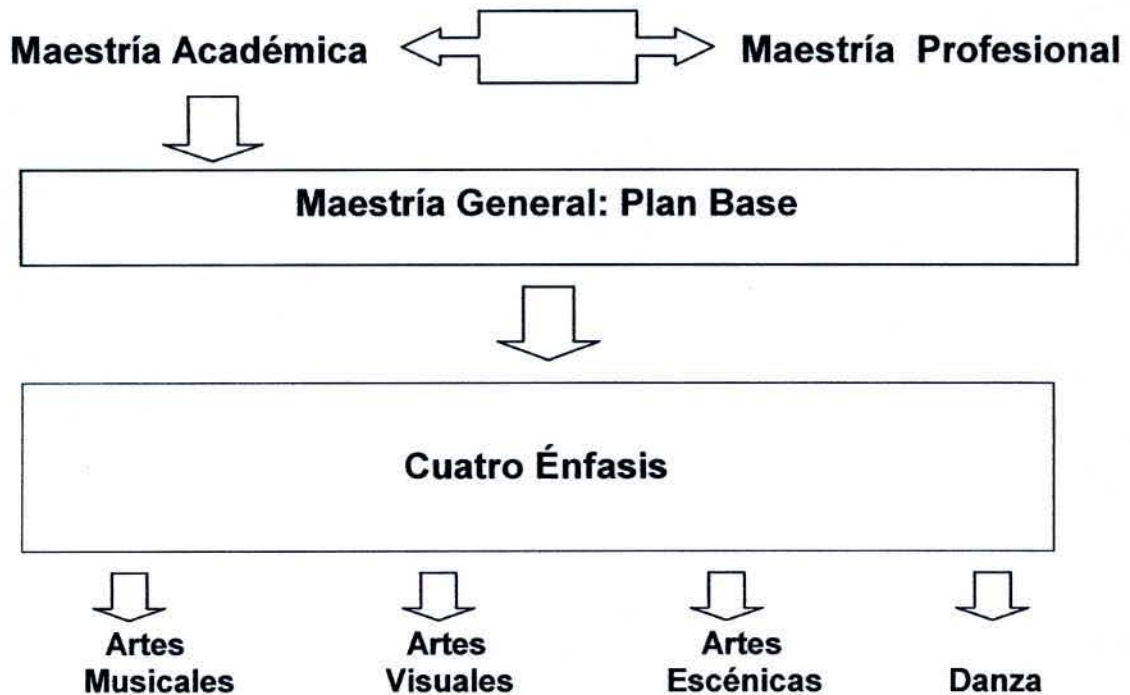 Maestría Académica
Maestría Profesional
Maestría General: Plan Base
Cuatro Énfasis
Artes
Musicales
Artes
Visuales
Artes
Escénicas
Danza